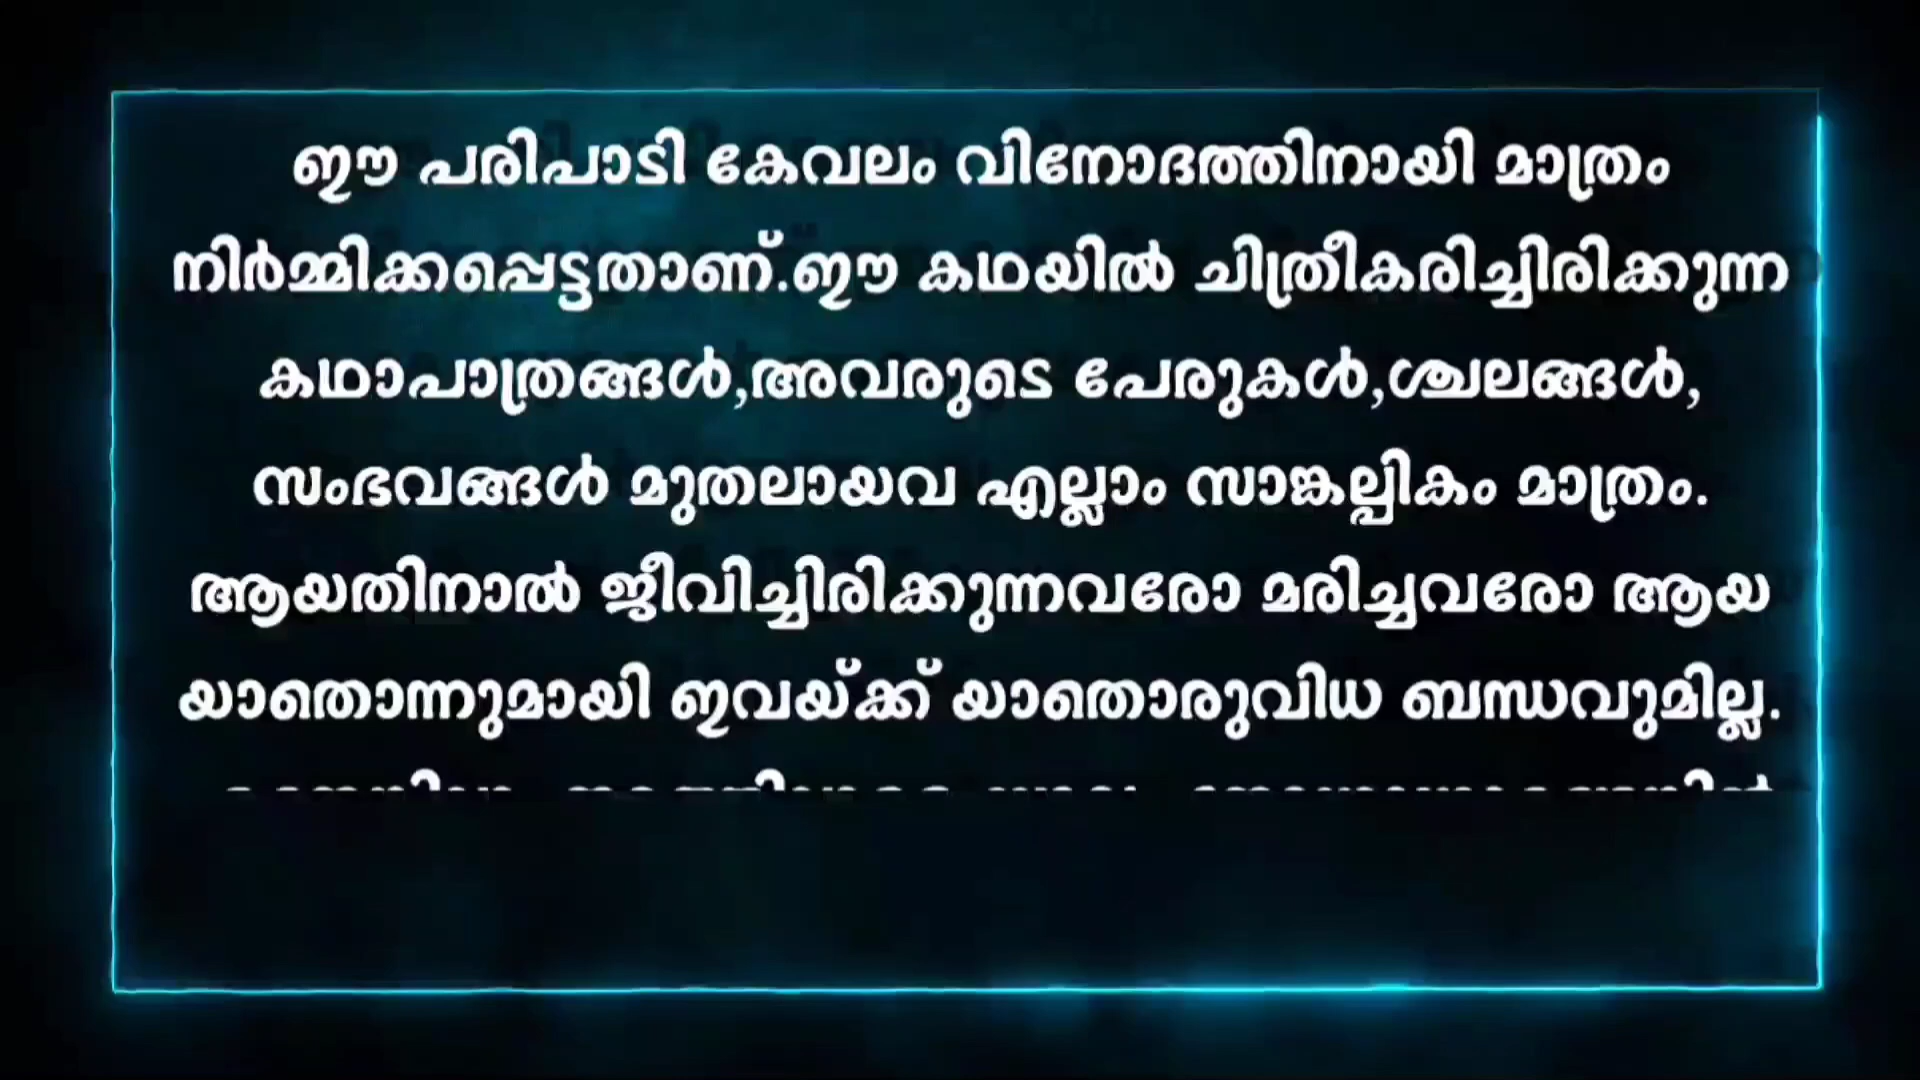 ഈ പരിപാടി കേവലം വിനോദത്തിനായി മാത്രം
നിർമ്മിക്കപ്പെട്ടതാണ്.ഈ കഥയിൽ ചിത്രീകരിച്ചിരിക്കുന്ന
കഥാപാത്രങ്ങൾ,അവരുടെ പേരുകൾ,ശ്ചലങ്ങൾ,
സംഭവങ്ങൾ മുതലായവ എല്ലാം സാങ്കല്പികം മാത്രം.
ആയതിനാൽ ജീവിച്ചിരിക്കുന്നവരോ മരിച്ചവരോ ആയ
യാതൊന്നുമായി ഇവയ്ക്ക് യാതൊരുവിധ ബന്ധവുമില്ല.